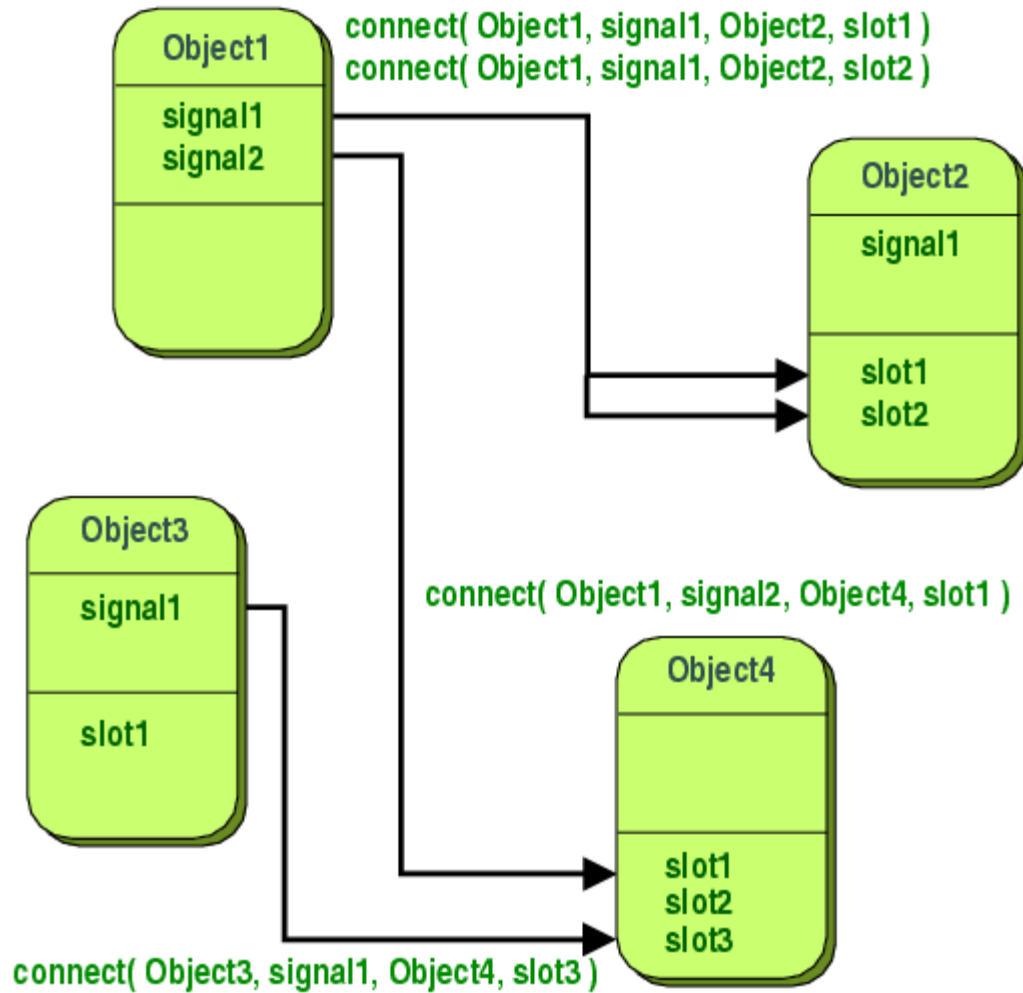 Object1
connect( Object1, signal1, Object2, slot1 )
connect( Object1, signal1, Object2, slot2 )
signal1
signal2
Object2
signal1
slot1
slot2
Object3
signal1
slot1
connect( Object1, signal2, Object4, slot1 )
Object4
slot1
slot2
slot3
connect( Object3, signal1, Object4, slot3 )